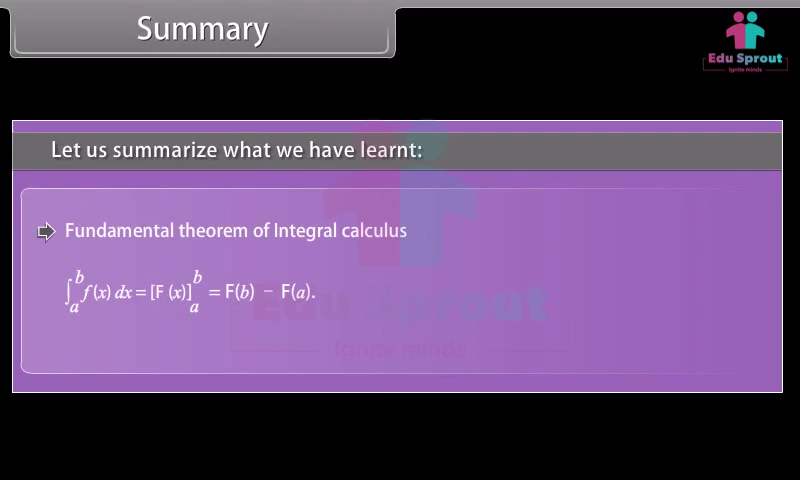 Summary
Edu Sprout
Ignite minds
Let us summarize what we have learnt:
Fundamental theorem of Integral calculus
∫_a^b f(x) dx = [F (x)]_a^b = F(b) − F(a).
Edu Sprout
Ignite minds